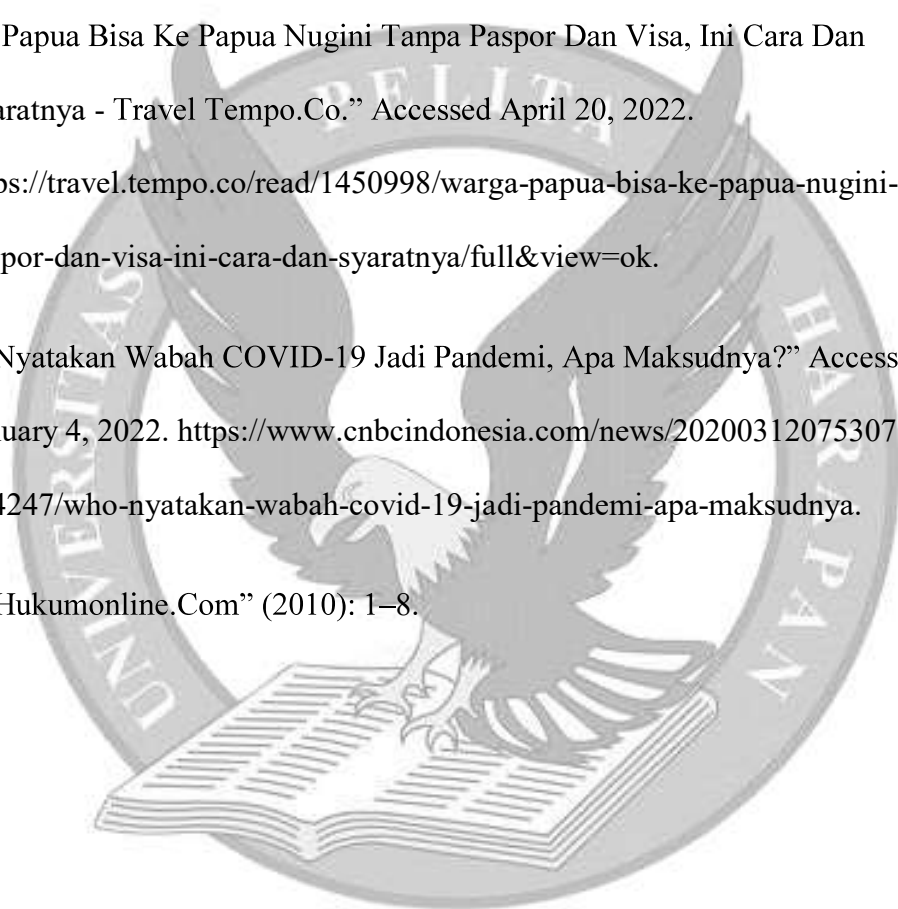 Papua Bisa Ke Papua Nugini Tanpa Paspor Dan Visa, Ini Cara Dan
aratnya - Travel Tempo.Co.” Accessed April 20, 2022.
ps://travel.tempo.co/read/1450998/warga-papua-bisa-ke-papua-nugini-
por-dan-visa-ini-cara-dan-syaratnya/full&view=ok.
Nyatakan Wabah COVID-19 Jadi Pandemi, Apa Maksudnya?” Access
uary 4, 2022. https://www.cnbcindonesia.com/news/20200312075307
4247/who-nyatakan-wabah-covid-19-jadi-pandemi-apa-maksudnya.
Hukumonline.Com” (2010): 1–8.
UNIVERSITAS PELITA HARAPAN